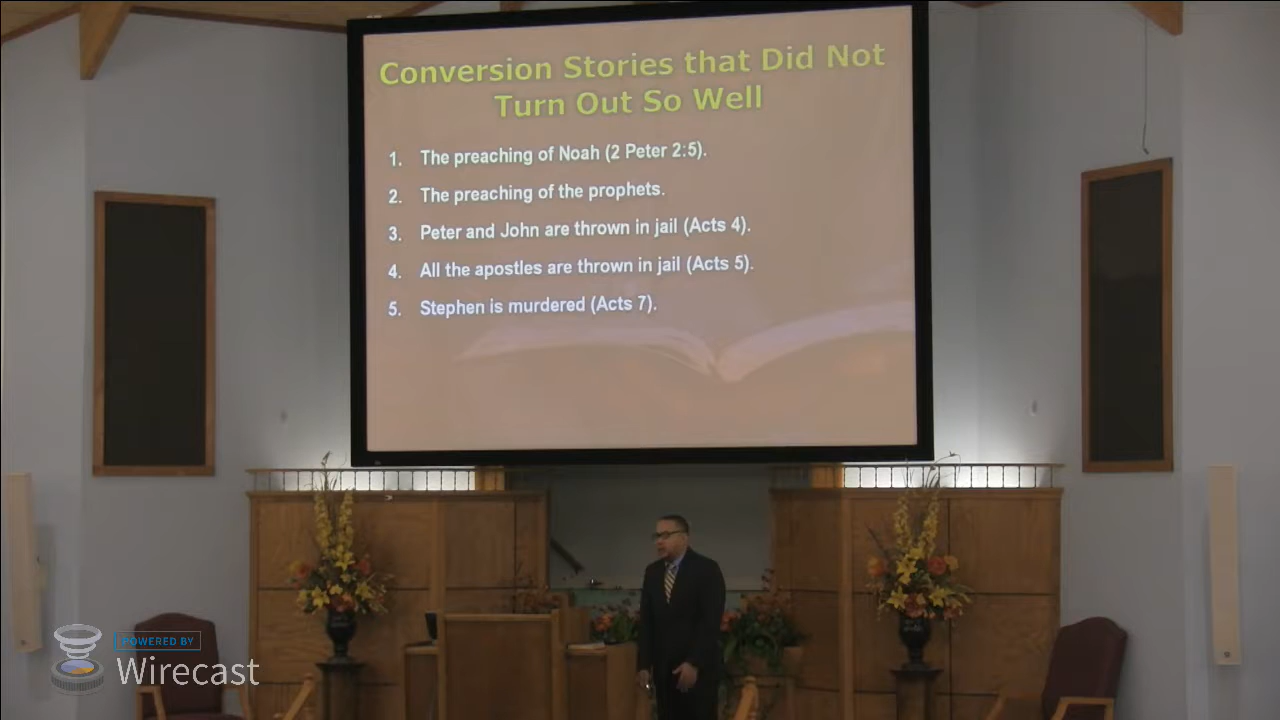 Conversion Stories that Did Not
Turn Out So Well
1. The preaching of Noah (2 Peter 2:5).
2. The preaching of the prophets.
3. Peter and John are thrown in jail (Acts 4).
4. All the apostles are thrown in jail (Acts 5).
5. Stephen is murdered (Acts 7).
POWERED BY
Wirecast